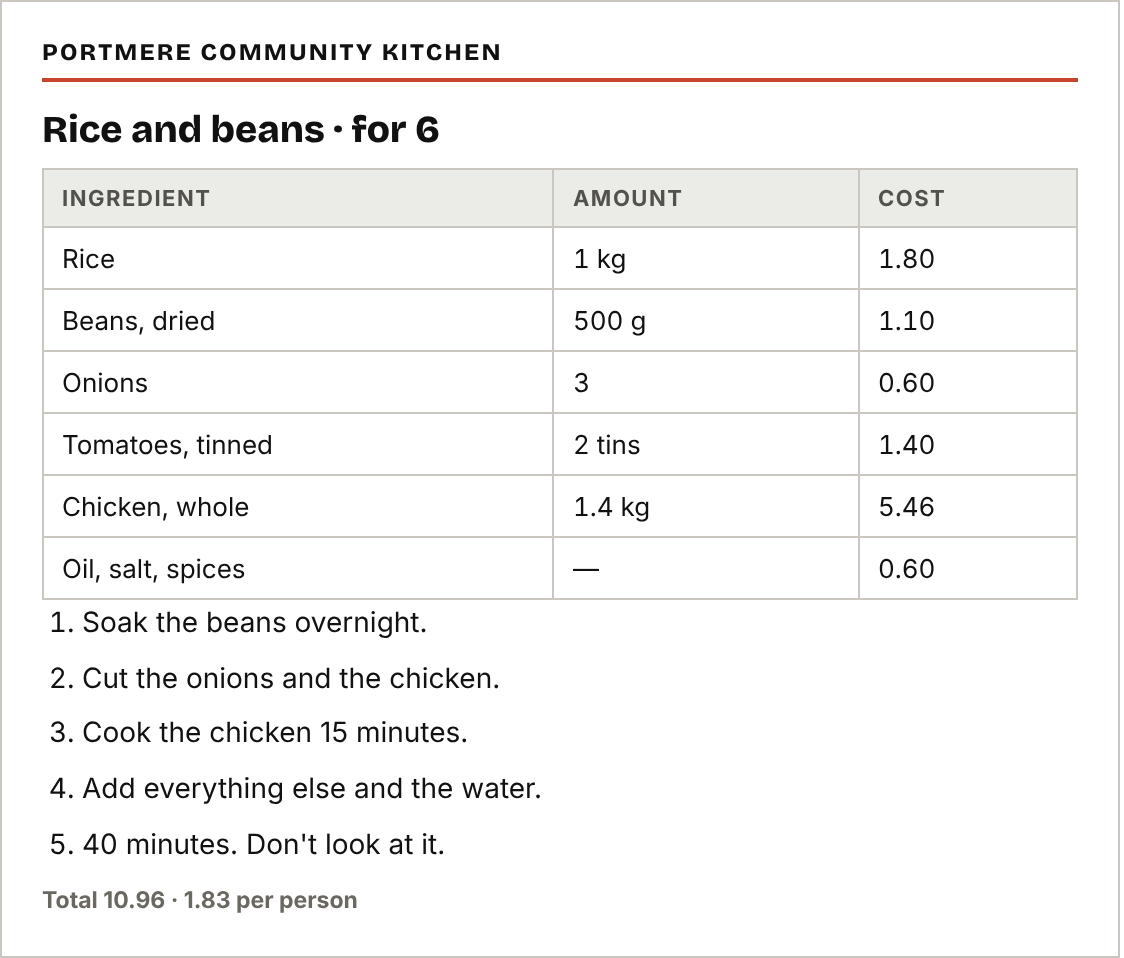 PORTMERE COMMUNITY KITCHEN
Rice and beans · for 6
INGREDIENT AMOUNT COST
Rice 1 kg 1.80
Beans, dried 500 g 1.10
Onions 3 0.60
Tomatoes, tinned 2 tins 1.40
Chicken, whole 1.4 kg 5.46
Oil, salt, spices — 0.60
1. Soak the beans overnight.
2. Cut the onions and the chicken.
3. Cook the chicken 15 minutes.
4. Add everything else and the water.
5. 40 minutes. Don't look at it.
Total 10.96 · 1.83 per person